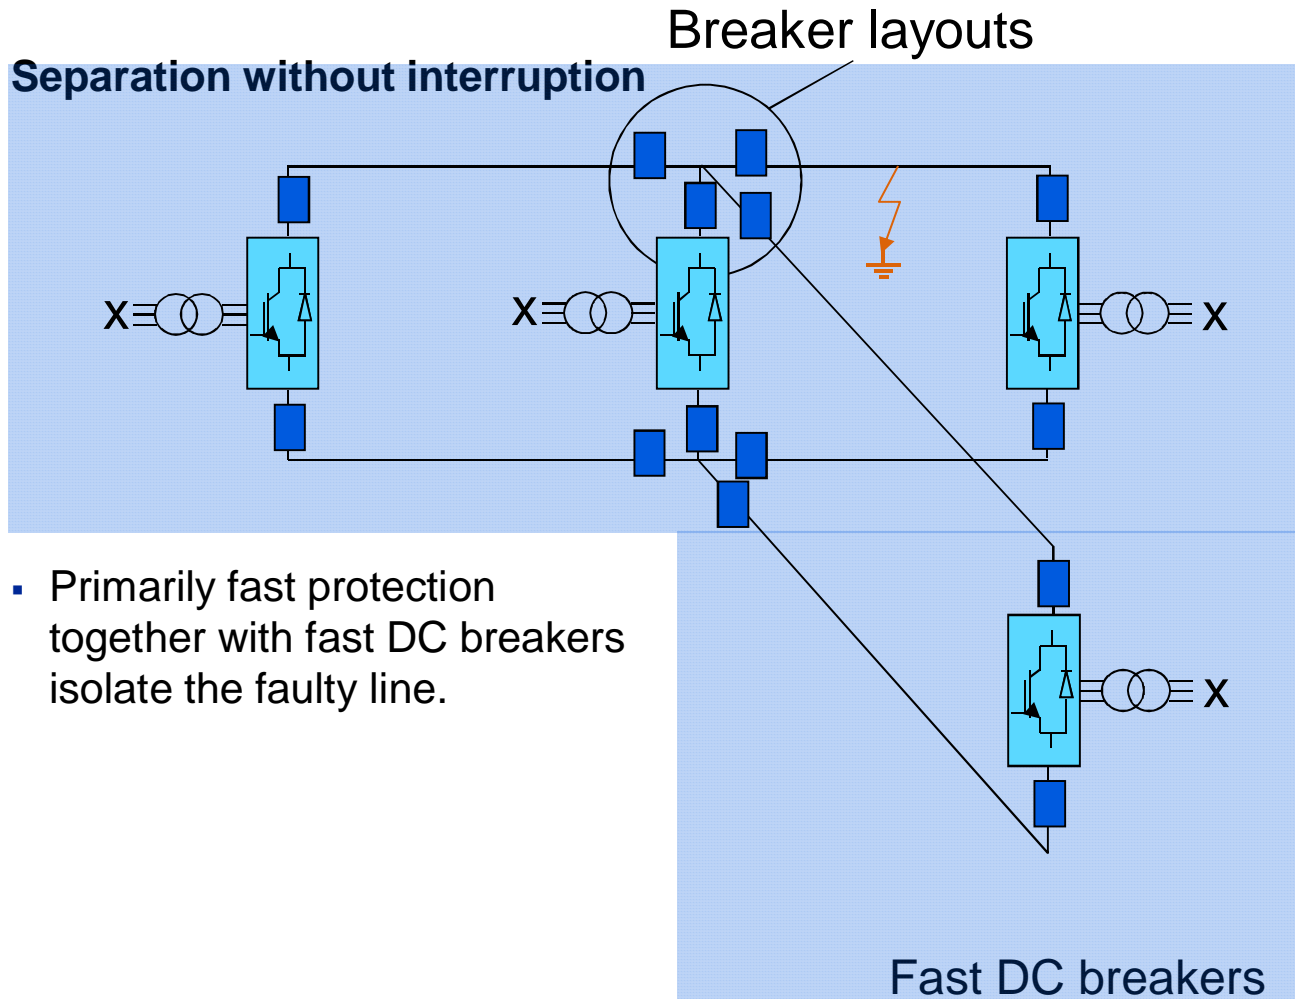 Breaker layouts
Separation without interruption
X
X
X
▪ Primarily fast protection
together with fast DC breakers
isolate the faulty line.
X
Fast DC breakers